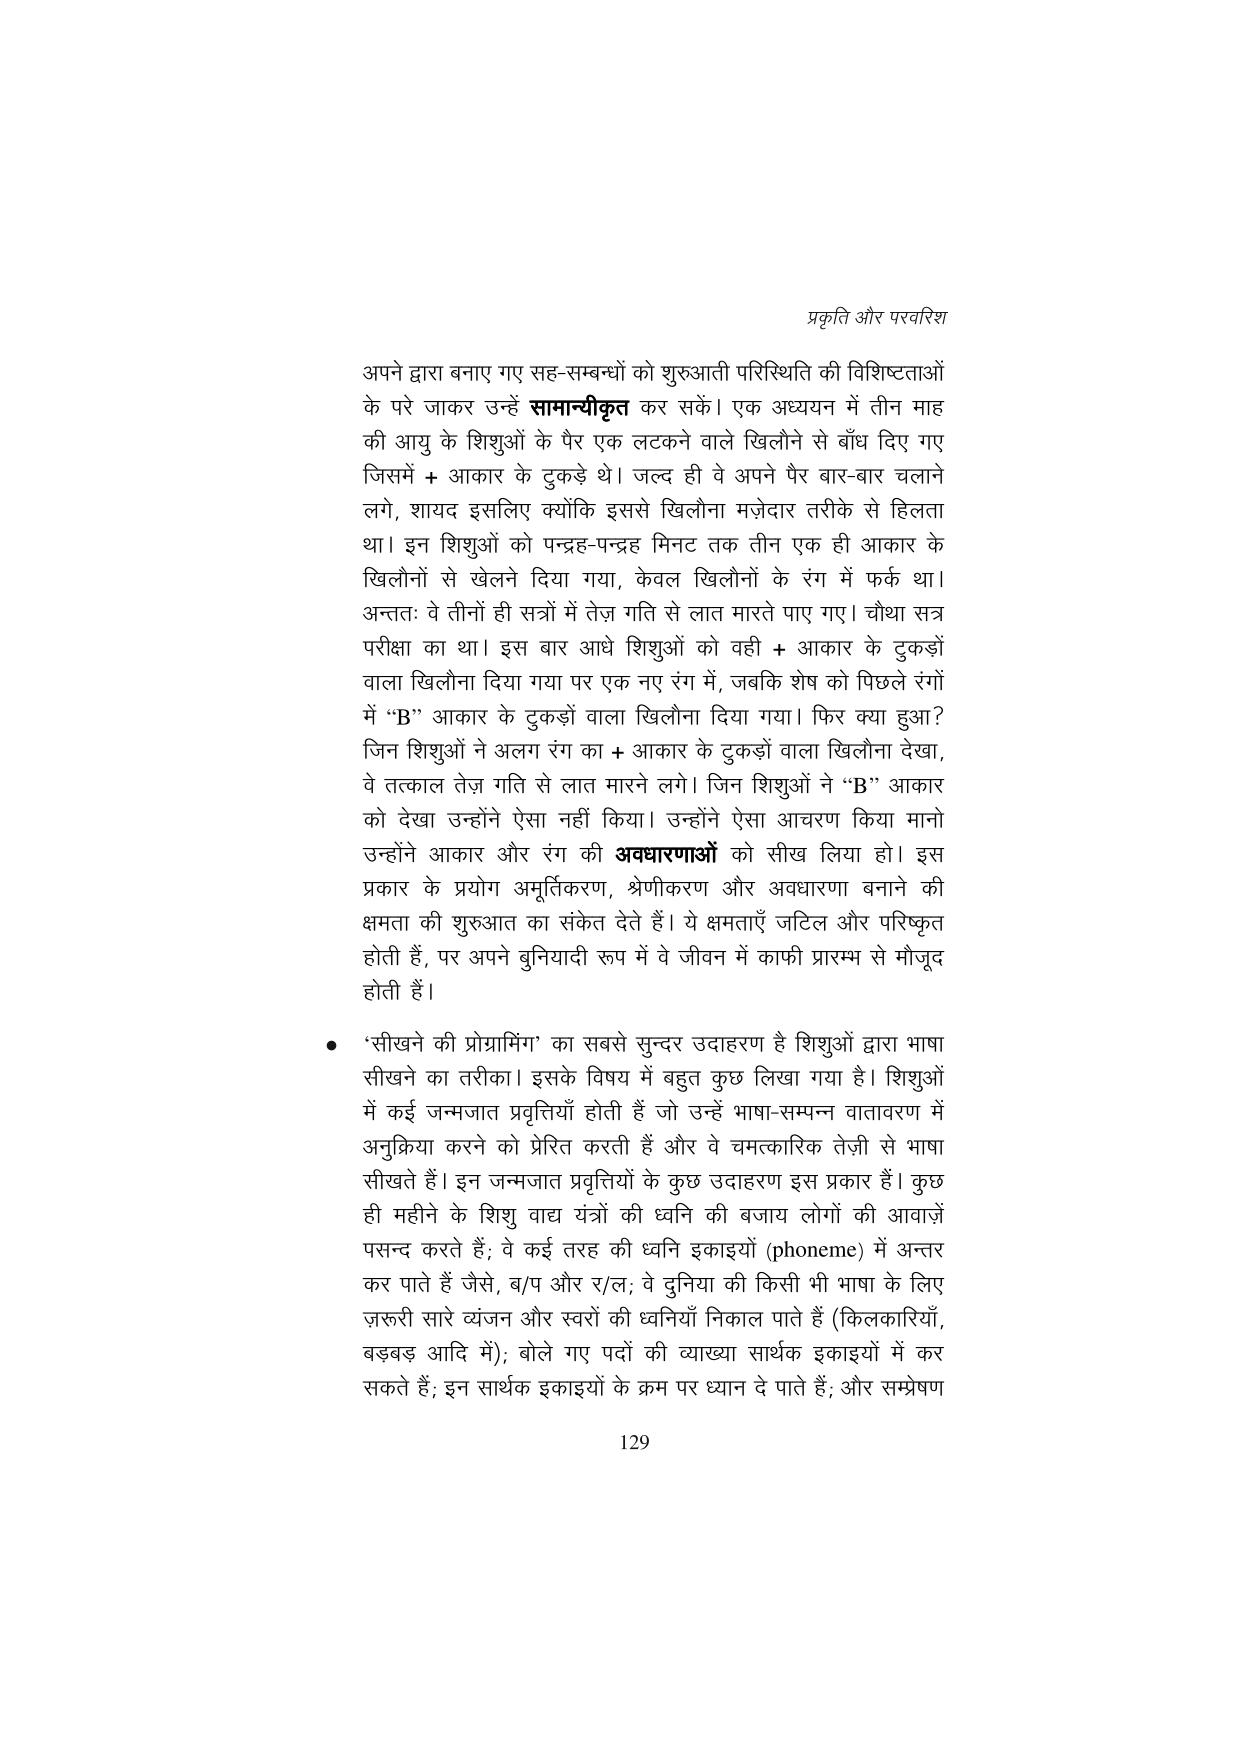 प्रकृति और परवरिश
अपने द्वारा बनाए गए सह-सम्बन्धों को शुरुआती परिस्थिति की विशिष्टताओं
के परे जाकर उन्हें सामान्यीकृत कर सकें। एक अध्ययन में तीन माह
की आयु के शिशुओं के पैर एक लटकने वाले खिलौने से बाँध दिए गए
जिसमें + आकार के टुकड़े थे। जल्द ही वे अपने पैर बार-बार चलाने
लगे, शायद इसलिए क्योंकि इससे खिलौना मज़ेदार तरीके से हिलता
था। इन शिशुओं को पन्द्रह-पन्द्रह मिनट तक तीन एक ही आकार के
खिलौनों से खेलने दिया गया, केवल खिलौनों के रंग में फर्क था।
अन्ततः वे तीनों ही सत्रों में तेज़ गति से लात मारते पाए गए। चौथा सत्र
परीक्षा का था। इस बार आधे शिशुओं को वही + आकार के टुकड़ों
वाला खिलौना दिया गया पर एक नए रंग में, जबकि शेष को पिछले रंगों
में “B” आकार के टुकड़ों वाला खिलौना दिया गया। फिर क्या हुआ?
जिन शिशुओं ने अलग रंग का + आकार के टुकड़ों वाला खिलौना देखा,
वे तत्काल तेज़ गति से लात मारने लगे। जिन शिशुओं ने “B” आकार
को देखा उन्होंने ऐसा नहीं किया। उन्होंने ऐसा आचरण किया मानो
उन्होंने आकार और रंग की अवधारणाओं को सीख लिया हो। इस
प्रकार के प्रयोग अमूर्तिकरण, श्रेणीकरण और अवधारणा बनाने की
क्षमता की शुरुआत का संकेत देते हैं। ये क्षमताएँ जटिल और परिष्कृत
होती हैं, पर अपने बुनियादी रूप में वे जीवन में काफी प्रारम्भ से मौजूद
होती हैं।
● ‘सीखने की प्रोग्रामिंग’ का सबसे सुन्दर उदाहरण है शिशुओं द्वारा भाषा
सीखने का तरीका। इसके विषय में बहुत कुछ लिखा गया है। शिशुओं
में कई जन्मजात प्रवृत्तियाँ होती हैं जो उन्हें भाषा-सम्पन्न वातावरण में
अनुक्रिया करने को प्रेरित करती हैं और वे चमत्कारिक तेज़ी से भाषा
सीखते हैं। इन जन्मजात प्रवृत्तियों के कुछ उदाहरण इस प्रकार हैं। कुछ
ही महीने के शिशु वाद्य यंत्रों की ध्वनि की बजाय लोगों की आवाज़ें
पसन्द करते हैं; वे कई तरह की ध्वनि इकाइयों (phoneme) में अन्तर
कर पाते हैं जैसे, ब/प और र/ल; वे दुनिया की किसी भी भाषा के लिए
ज़रूरी सारे व्यंजन और स्वरों की ध्वनियाँ निकाल पाते हैं (किलकारियाँ,
बड़बड़ आदि में); बोले गए पदों की व्याख्या सार्थक इकाइयों में कर
सकते हैं; इन सार्थक इकाइयों के क्रम पर ध्यान दे पाते हैं; और सम्प्रेषण
129